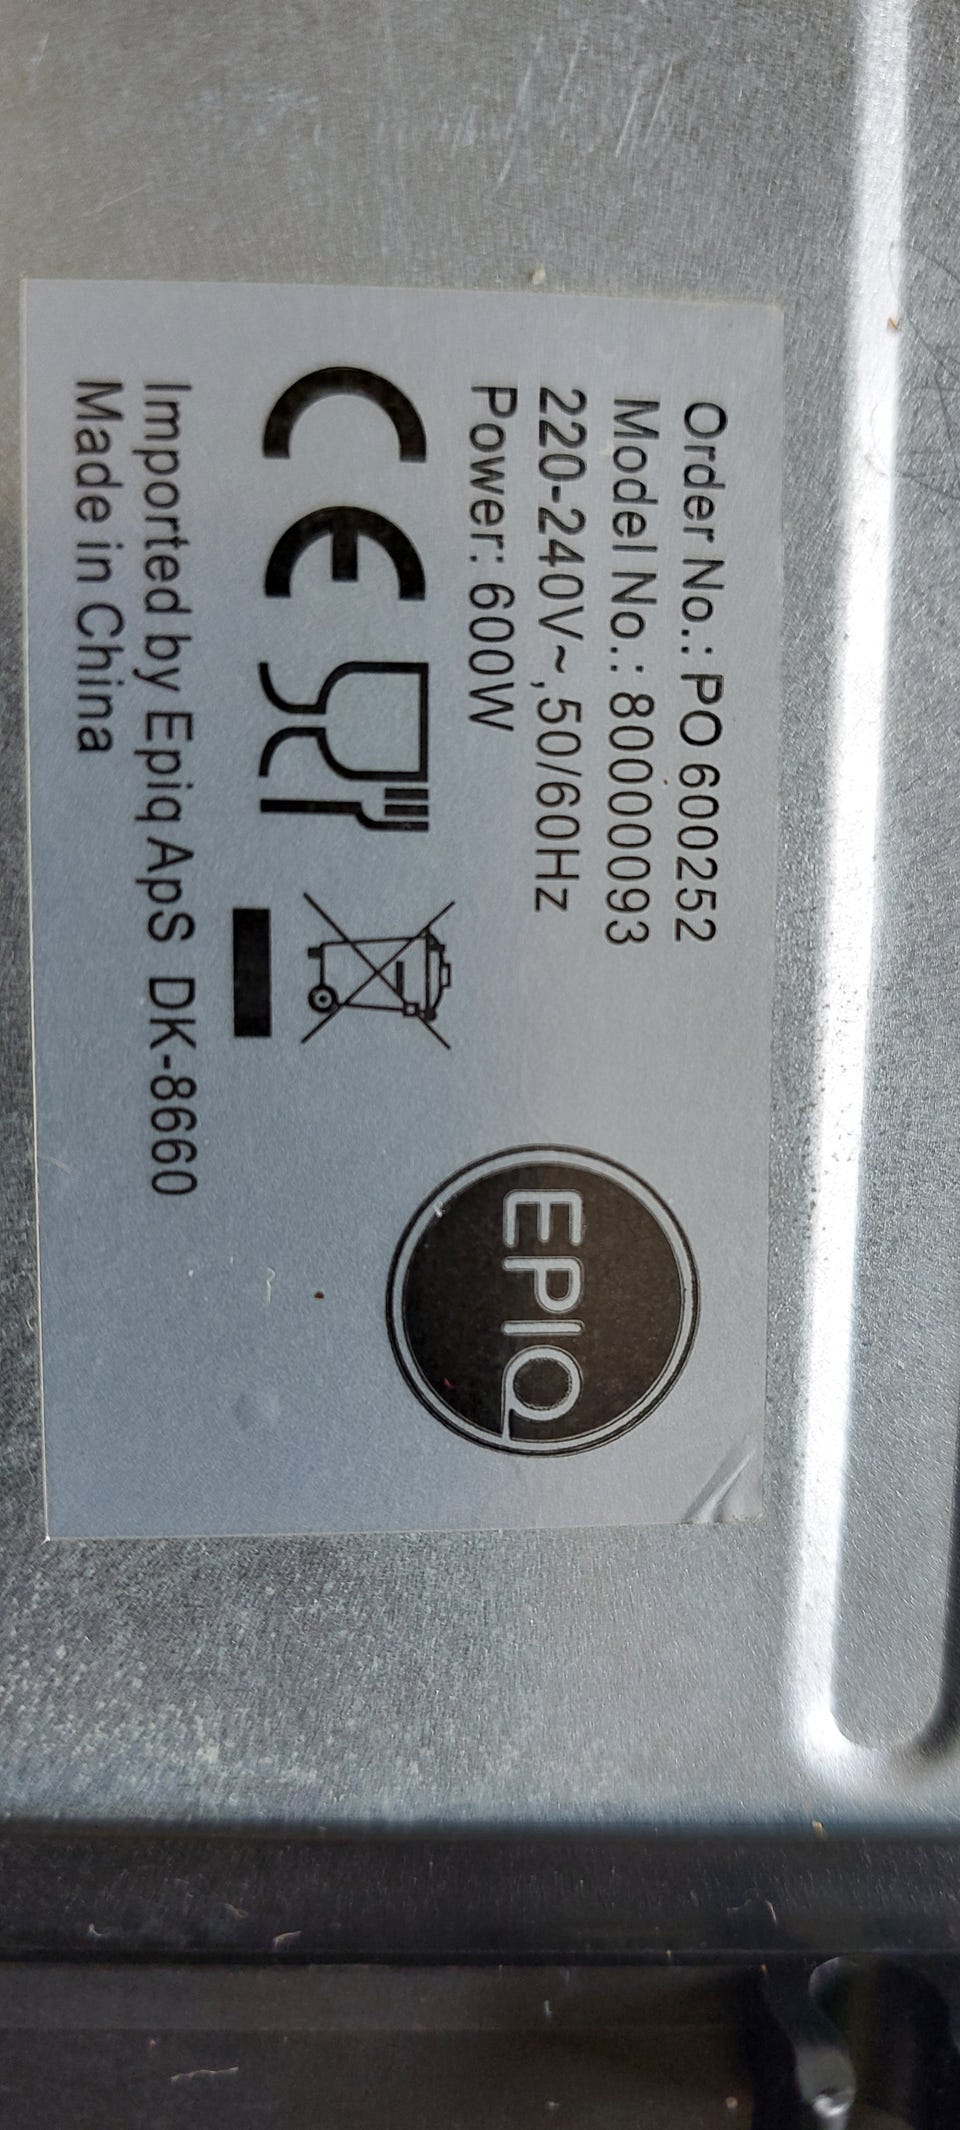 Order No.: PO 600252
Model No.: 80000093
220-240V~,50/60Hz
Power: 600W
EPIQ
CE
Imported by Epiq ApS DK-8660
Made in China